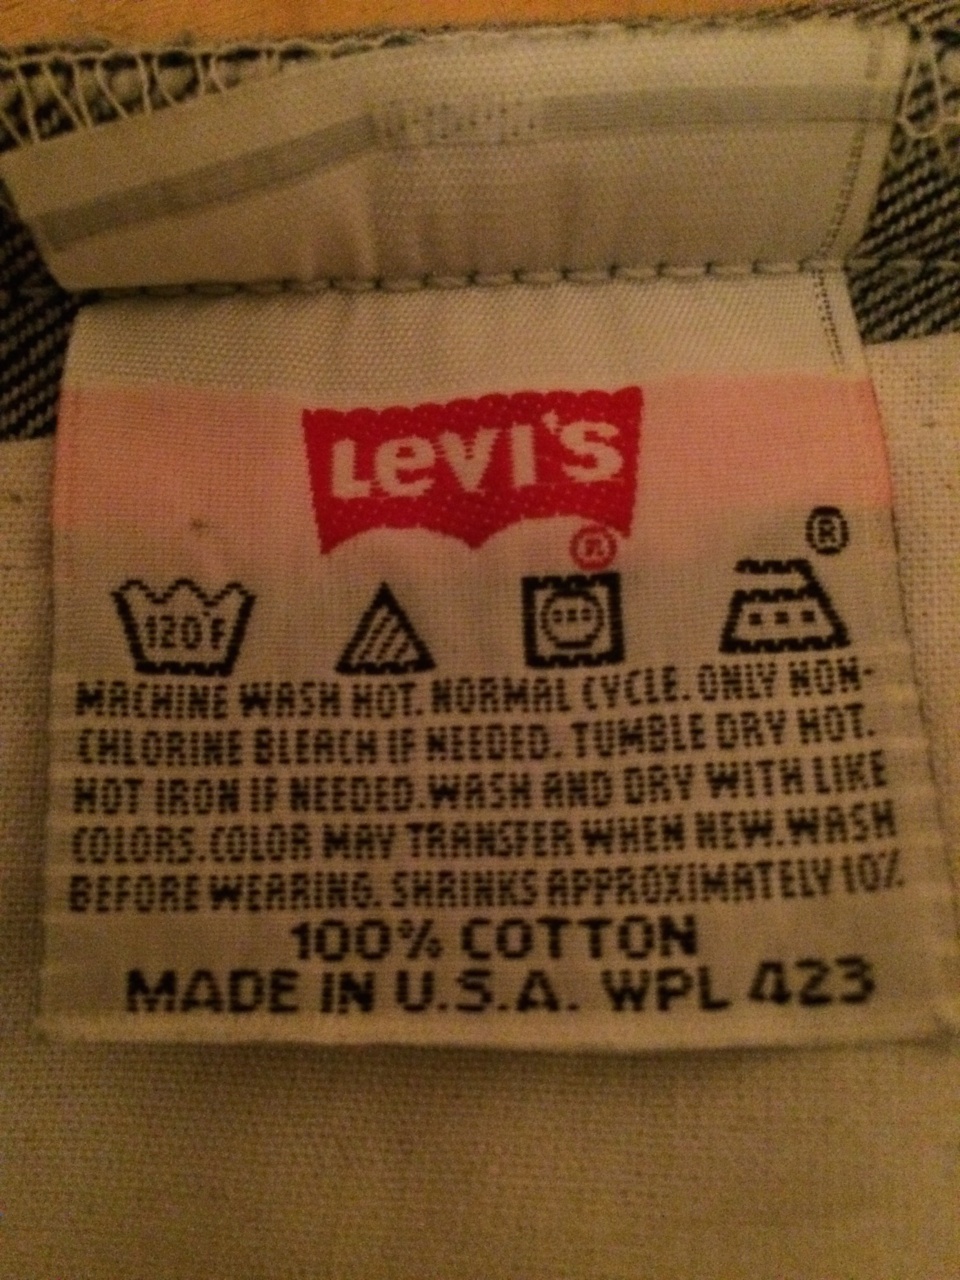 LEVI'S
®
®
120°F
MACHINE WASH HOT. NORMAL CYCLE. ONLY NON-
CHLORINE BLEACH IF NEEDED. TUMBLE DRY HOT.
HOT IRON IF NEEDED. WASH AND DRY WITH LIKE
COLORS. COLOR MAY TRANSFER WHEN NEW. WASH
BEFORE WEARING. SHRINKS APPROXIMATELY 10%
100% COTTON
MADE IN U.S.A. WPL 423